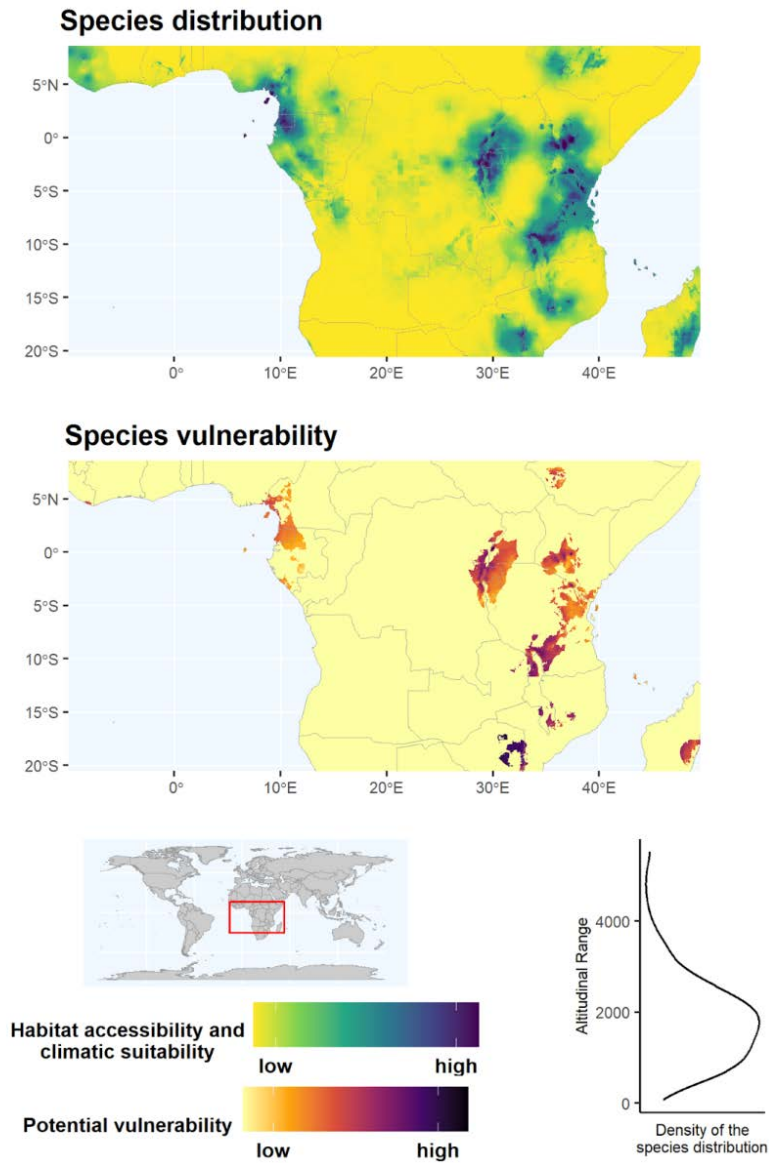 Species distribution
5°N
0°
5°S
10°S
15°S
20°S
0° 10°E 20°E 30°E 40°E
Species vulnerability
5°N
0°
5°S
10°S
15°S
20°S
0° 10°E 20°E 30°E 40°E
Habitat accessibility and
climatic suitability
low high
Potential vulnerability
low high
Altitudinal Range
4000
2000
0
Density of the
species distribution